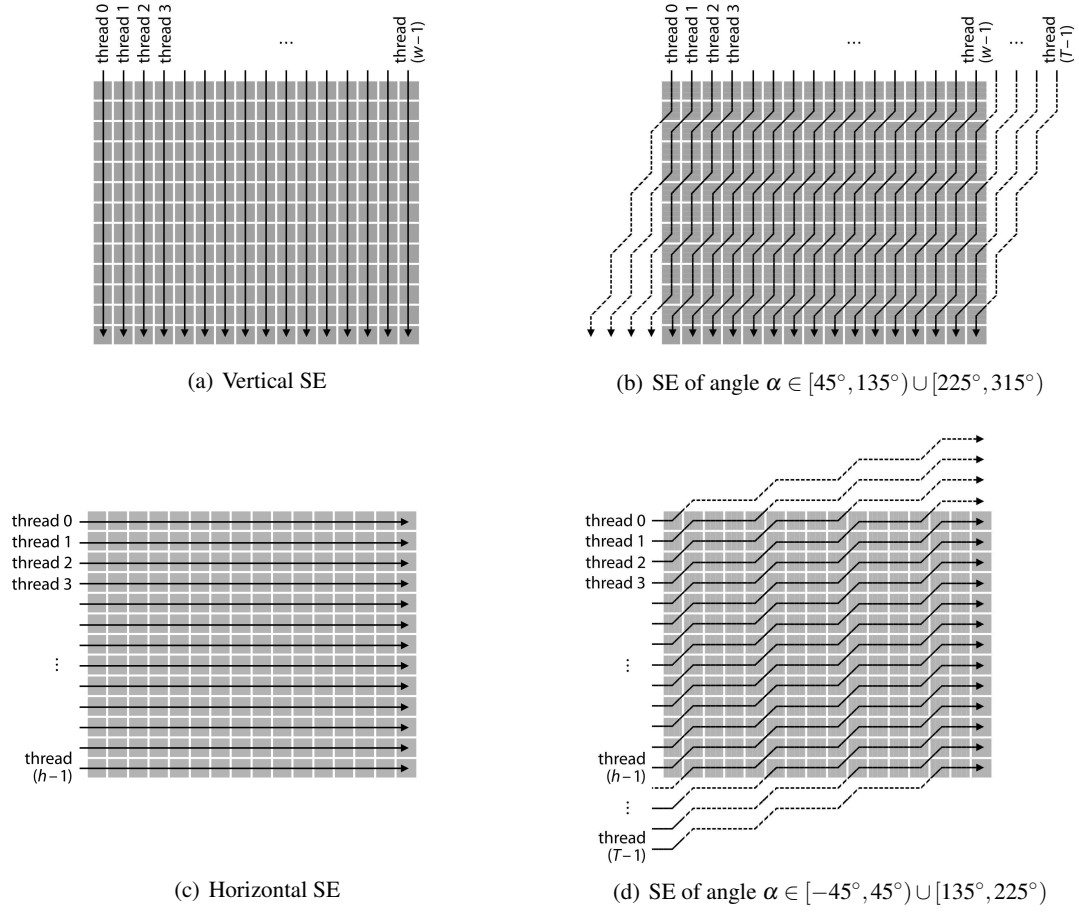 thread 0
thread 1
thread 2
thread 3
...
thread
(w−1)
thread 0
thread 1
thread 2
thread 3
...
thread
(w−1)
...
thread
(T−1)
(a) Vertical SE
(b) SE of angle α ∈ [45°, 135°) ∪ [225°, 315°)
thread 0
thread 1
thread 2
thread 3
...
thread
(h−1)
thread 0
thread 1
thread 2
thread 3
...
thread
(h−1)
...
thread
(T−1)
(c) Horizontal SE
(d) SE of angle α ∈ [−45°, 45°) ∪ [135°, 225°)